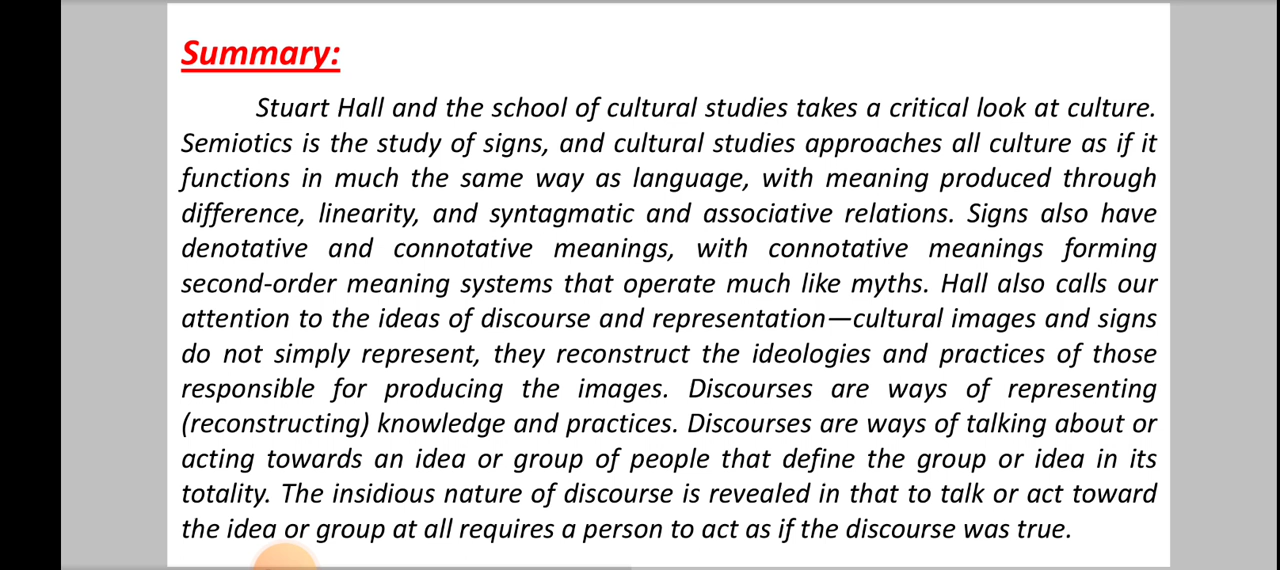 Summary:
Stuart Hall and the school of cultural studies takes a critical look at culture.
Semiotics is the study of signs, and cultural studies approaches all culture as if it
functions in much the same way as language, with meaning produced through
difference, linearity, and syntagmatic and associative relations. Signs also have
denotative and connotative meanings, with connotative meanings forming
second-order meaning systems that operate much like myths. Hall also calls our
attention to the ideas of discourse and representation—cultural images and signs
do not simply represent, they reconstruct the ideologies and practices of those
responsible for producing the images. Discourses are ways of representing
(reconstructing) knowledge and practices. Discourses are ways of talking about or
acting towards an idea or group of people that define the group or idea in its
totality. The insidious nature of discourse is revealed in that to talk or act toward
the idea or group at all requires a person to act as if the discourse was true.